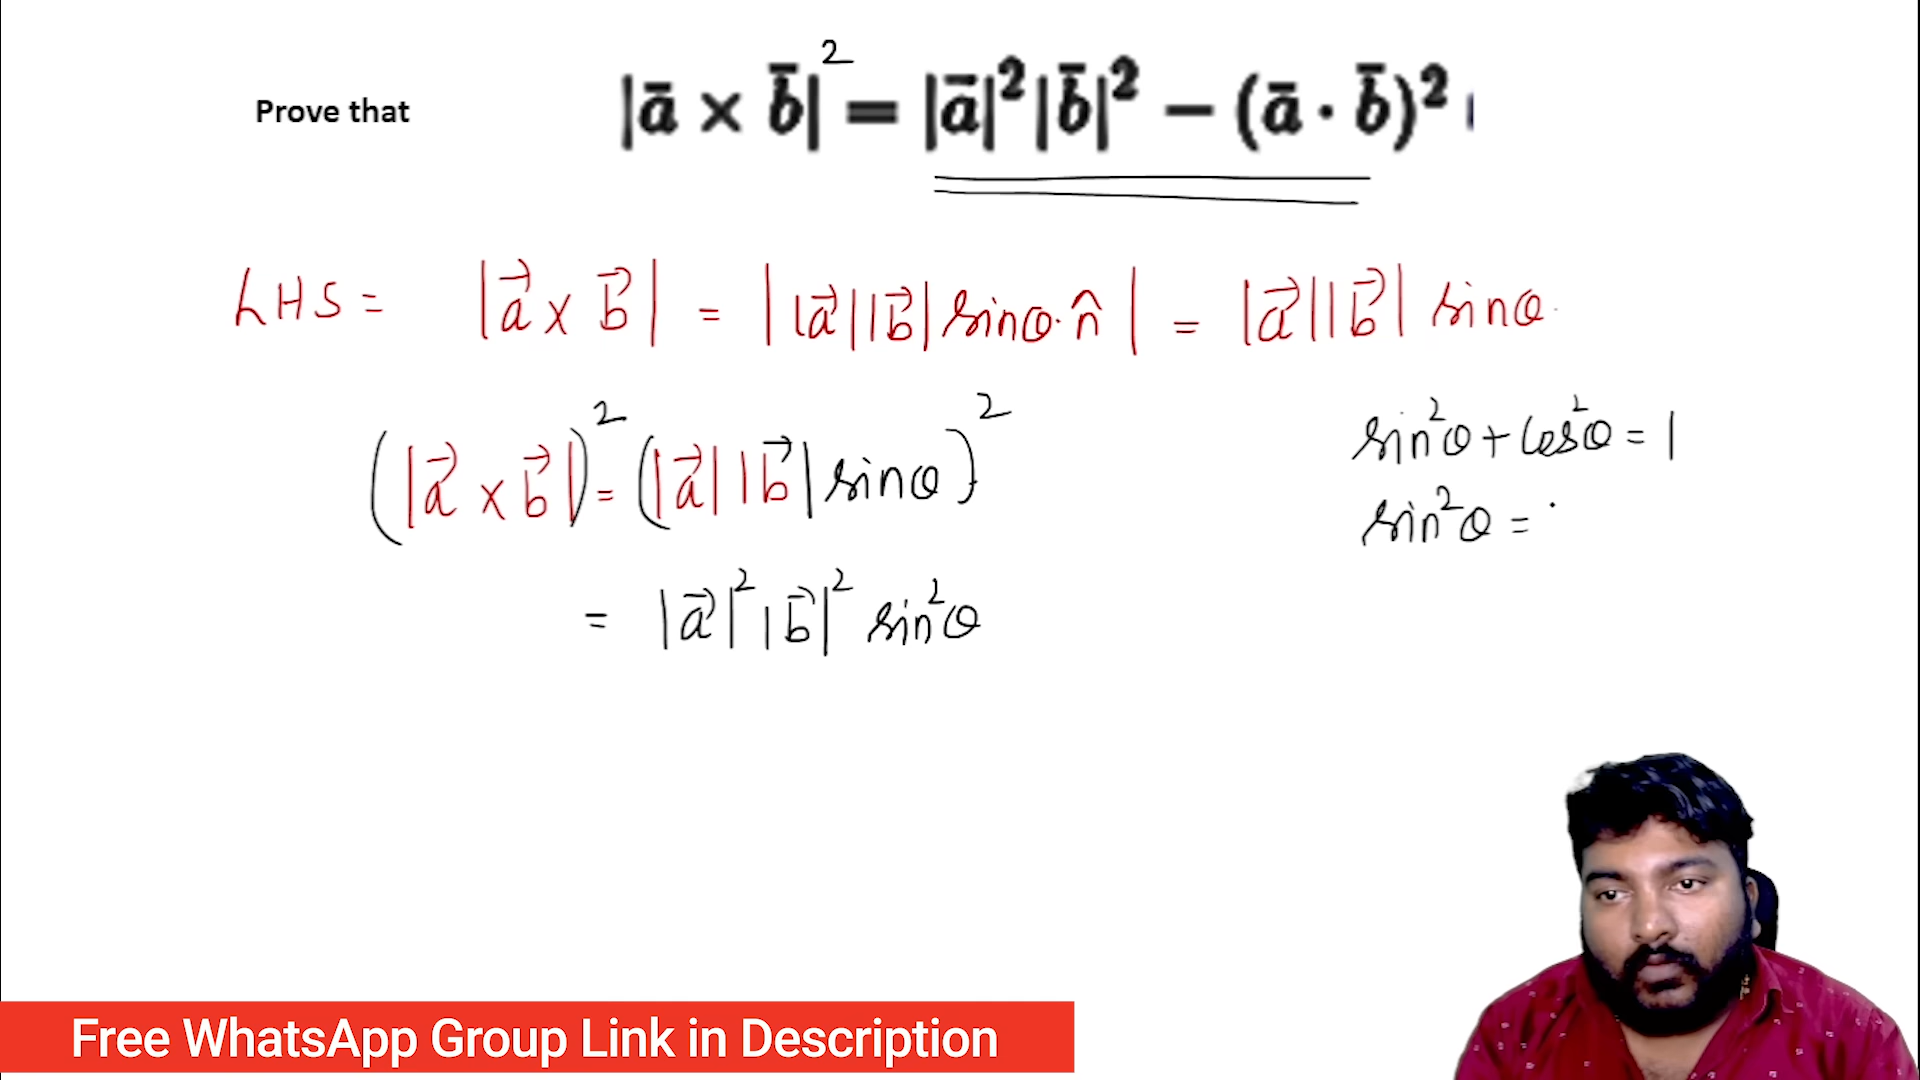 Prove that |a̅ × b̅|² = |a̅|²|b̅|² − (a̅ · b̅)²
LHS = |a⃗ × b⃗| = ||a⃗||b⃗| sinθ·n̂| = |a⃗||b⃗| sinθ
(|a⃗ × b⃗|)² = (|a⃗||b⃗| sinθ)²
= |a⃗|²|b⃗|² sin²θ
sin²θ + cos²θ = 1
sin²θ =
Free WhatsApp Group Link in Description